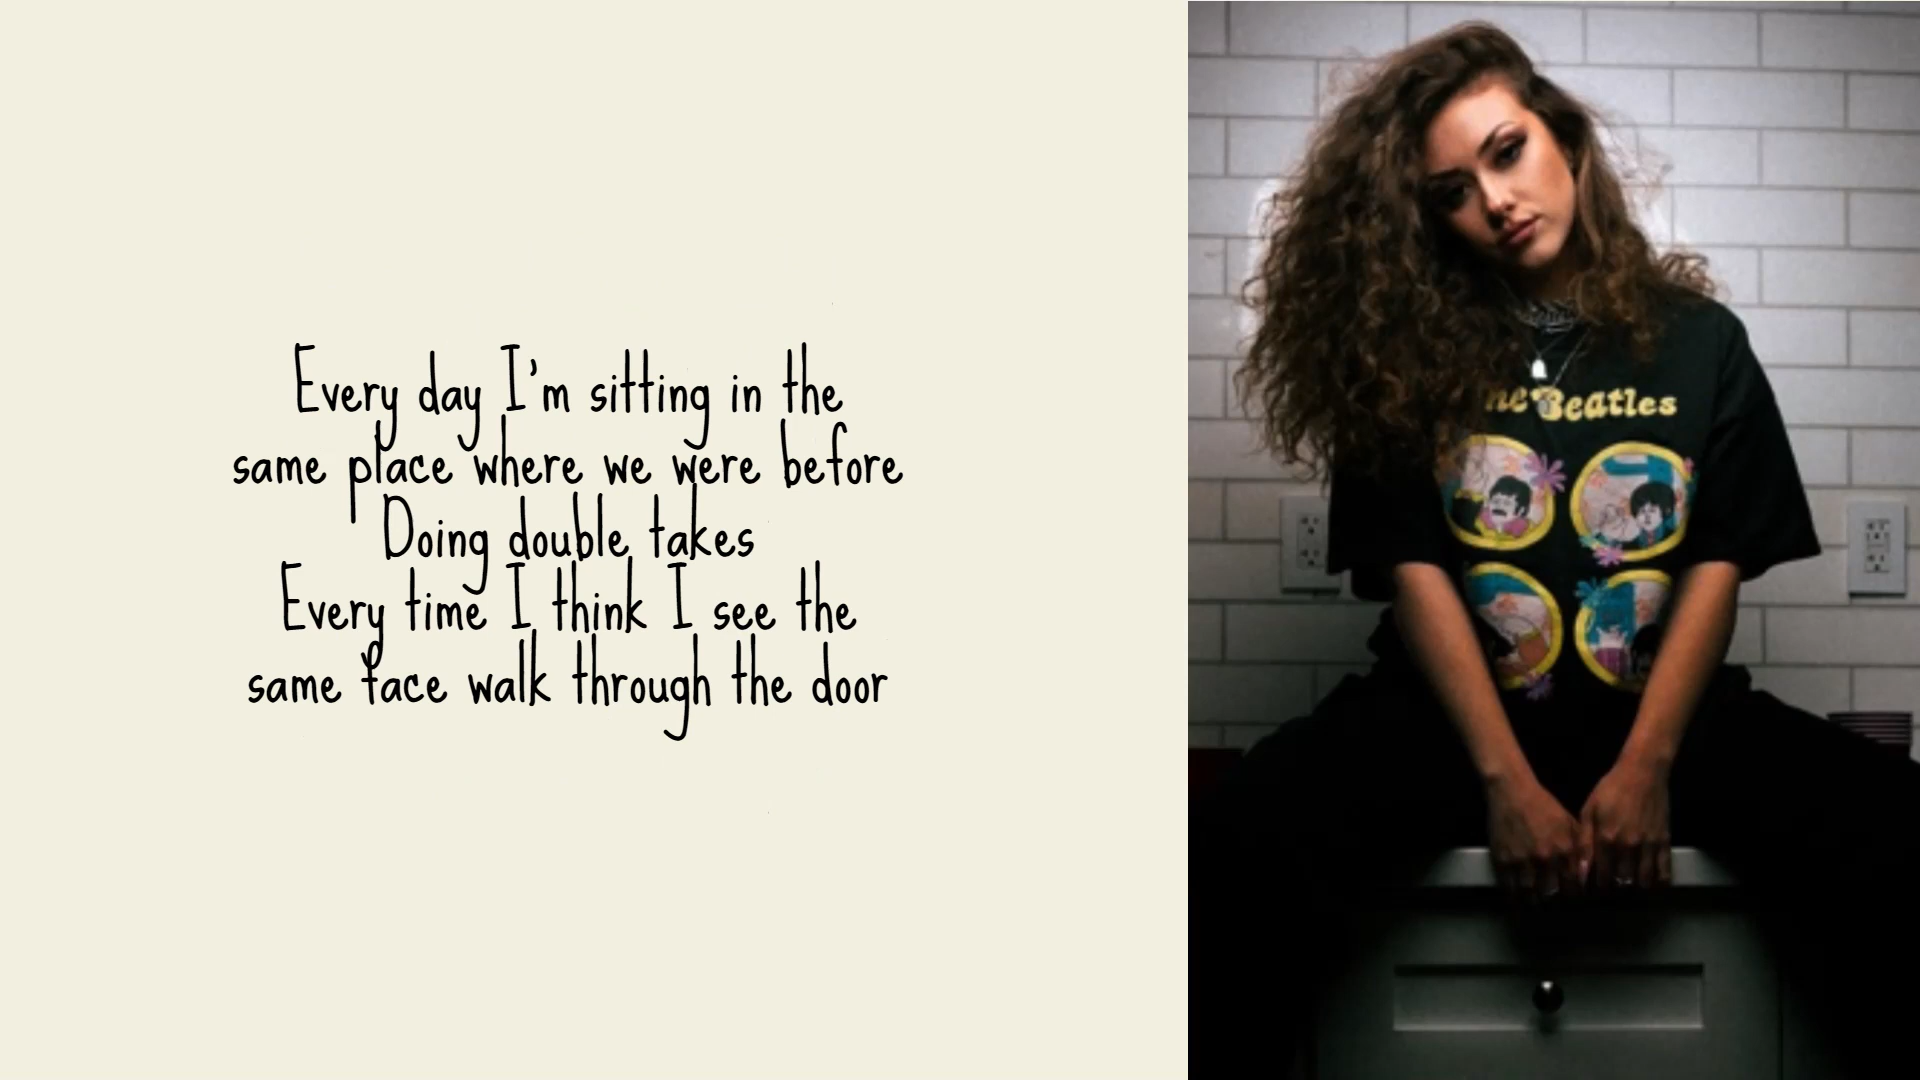 Every day I'm sitting in the
same place where we were before
Doing double takes
Every time I think I see the
same face walk through the door
The Beatles